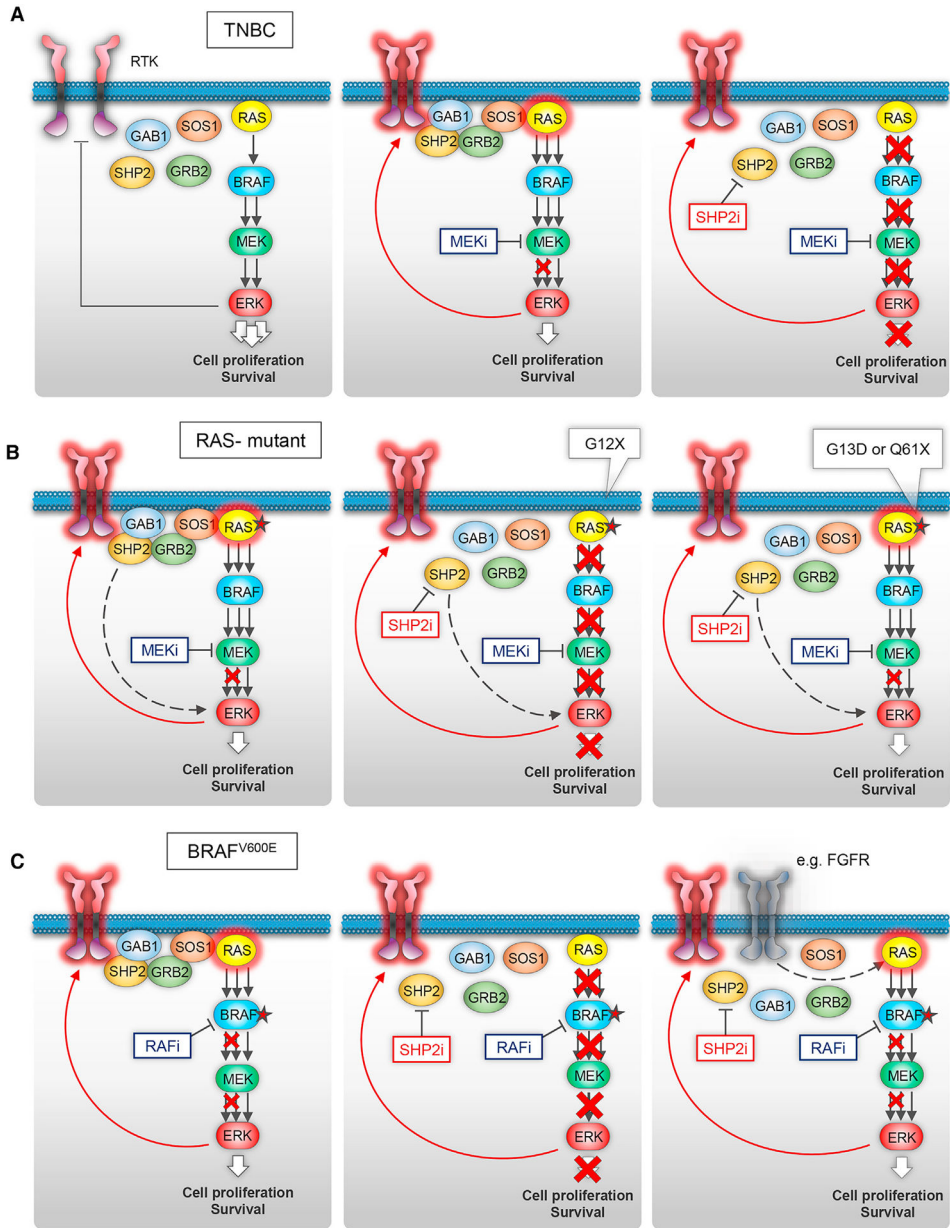 A
TNBC
RTK
GAB1
SOS1
RAS
SHP2
GRB2
BRAF
MEK
ERK
Cell proliferation
Survival
GAB1
SOS1
RAS
SHP2
GRB2
BRAF
MEKi
MEK
ERK
Cell proliferation
Survival
GAB1
SOS1
RAS
SHP2
GRB2
BRAF
SHP2i
MEKi
MEK
ERK
Cell proliferation
Survival
B
RAS- mutant
GAB1
SOS1
RAS
SHP2
GRB2
BRAF
MEKi
MEK
ERK
Cell proliferation
Survival
G12X
RAS
GAB1
SOS1
SHP2
GRB2
BRAF
SHP2i
MEKi
MEK
ERK
Cell proliferation
Survival
G13D or Q61X
RAS
GAB1
SOS1
SHP2
GRB2
BRAF
SHP2i
MEKi
MEK
ERK
Cell proliferation
Survival
C
BRAFV600E
GAB1
SOS1
RAS
SHP2
GRB2
BRAF
RAFi
MEK
ERK
Cell proliferation
Survival
GAB1
SOS1
RAS
SHP2
GRB2
BRAF
SHP2i
RAFi
MEK
ERK
Cell proliferation
Survival
e.g. FGFR
SOS1
RAS
SHP2
GAB1
GRB2
BRAF
SHP2i
RAFi
MEK
ERK
Cell proliferation
Survival